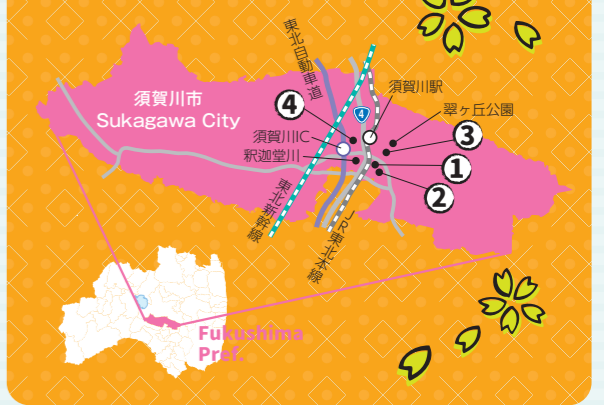 東北自動車道
須賀川市
Sukagawa City
須賀川駅
4
4
翠ヶ丘公園
須賀川IC
3
釈迦堂川
1
2
東北新幹線
JR東北本線
Fukushima
Pref.